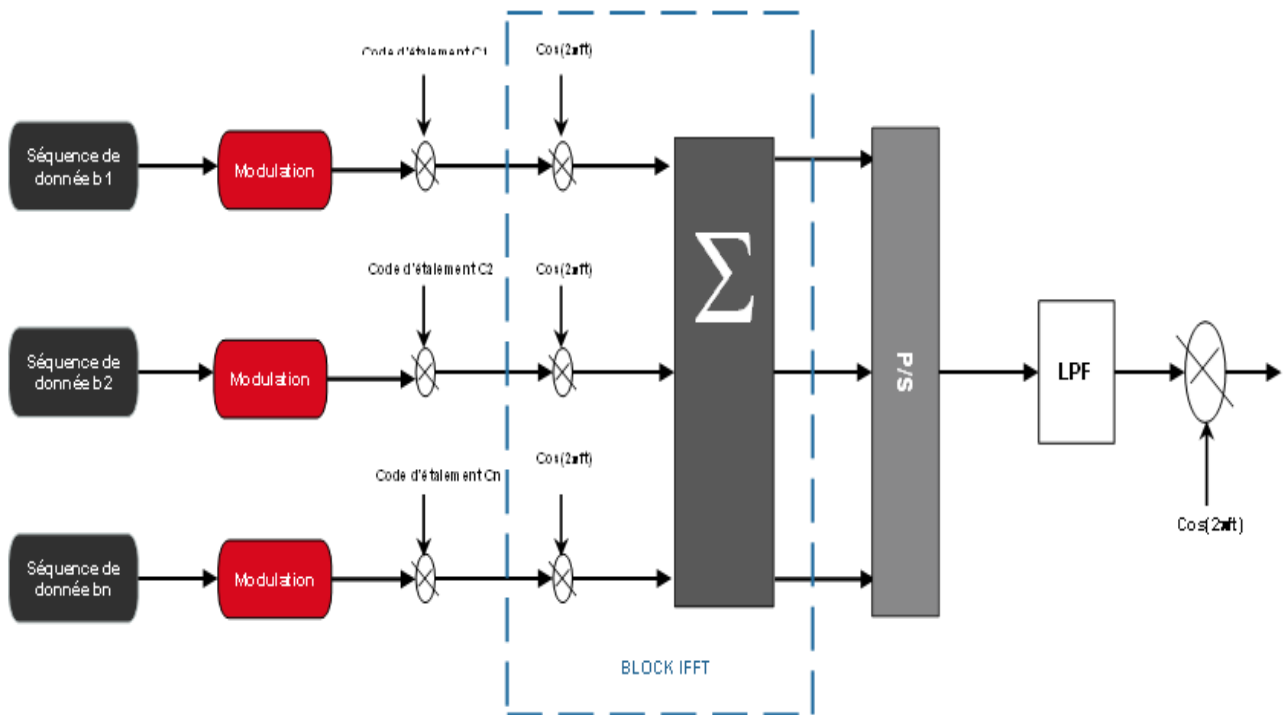 Code d'étalement C1
Cos(2πft)
Séquence de
donnée b1
Modulation
Code d'étalement C2
Cos(2πft)
Séquence de
donnée b2
Modulation
Code d'étalement Cn
Cos(2πft)
Séquence de
donnée bn
Modulation
Σ
P/S
LPF
Cos(2πft)
BLOCK IFFT